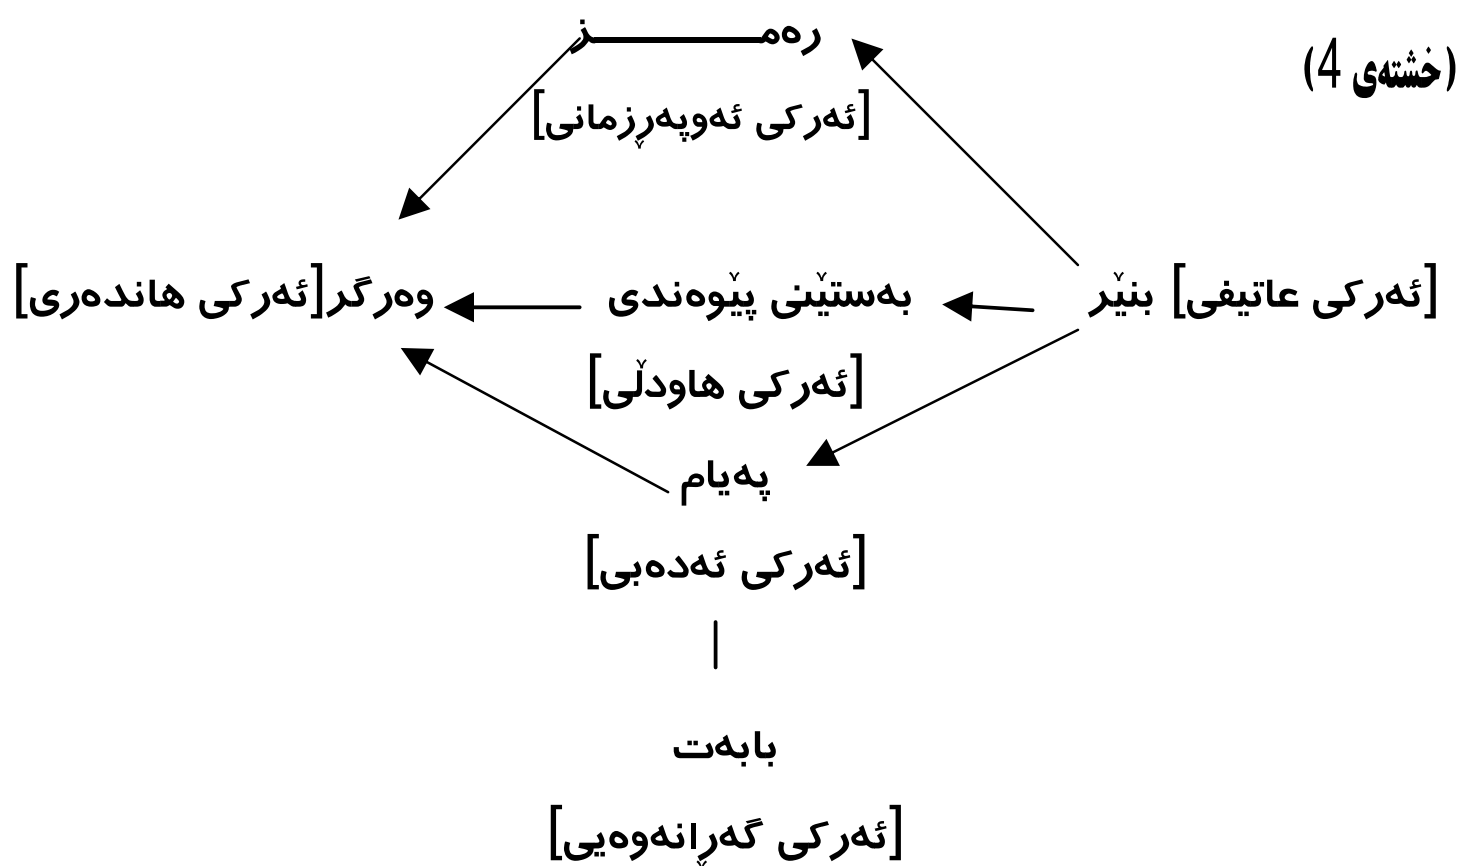 (خشتەی 4)
رەمـــــــــز
[ئەرکی ئەوپەڕزمانی]
[ئەرکی عاتیفی] بنێر
بەستێنی پێوەندی
وەرگر[ئەرکی هاندەری]
[ئەرکی هاودڵی]
پەیام
[ئەرکی ئەدەبی]
بابەت
[ئەرکی گەڕانەوەیی]